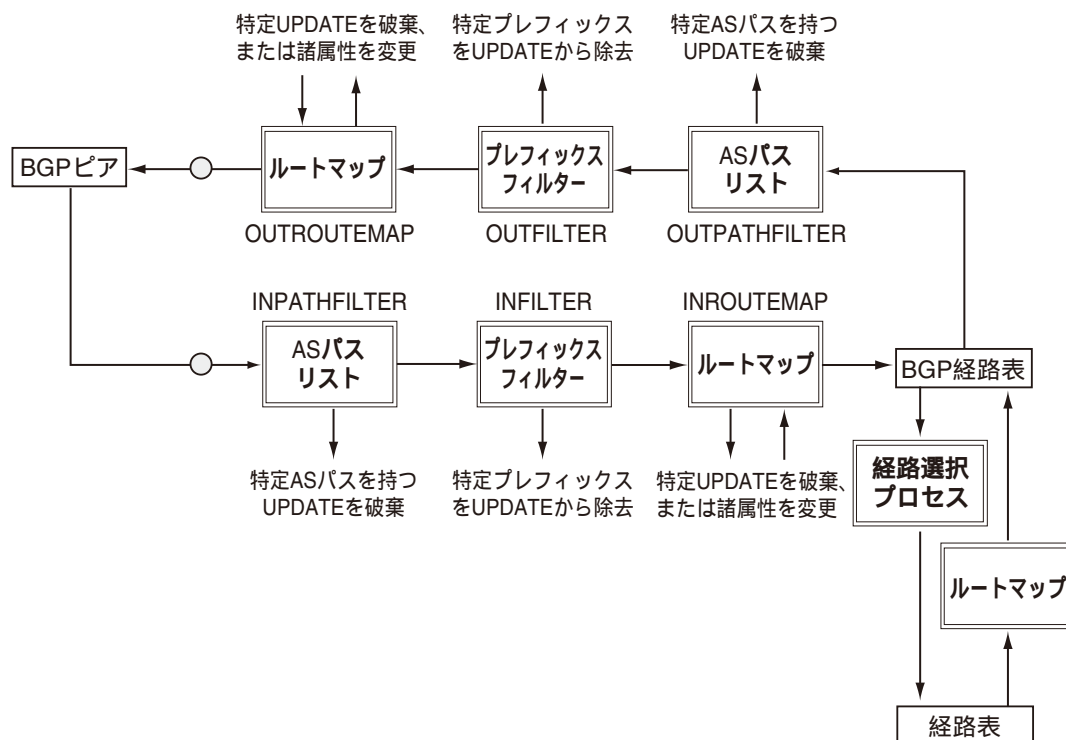 特定UPDATEを破棄、
または諸属性を変更
特定プレフィックス
をUPDATEから除去
特定ASパスを持つ
UPDATEを破棄
BGPピア
ルートマップ
プレフィックス
フィルター
ASパス
リスト
OUTROUTEMAP
OUTFILTER
OUTPATHFILTER
INPATHFILTER
INFILTER
INROUTEMAP
ASパス
リスト
プレフィックス
フィルター
ルートマップ
BGP経路表
特定ASパスを持つ
UPDATEを破棄
特定プレフィックス
をUPDATEから除去
特定UPDATEを破棄、
または諸属性を変更
経路選択
プロセス
ルートマップ
経路表